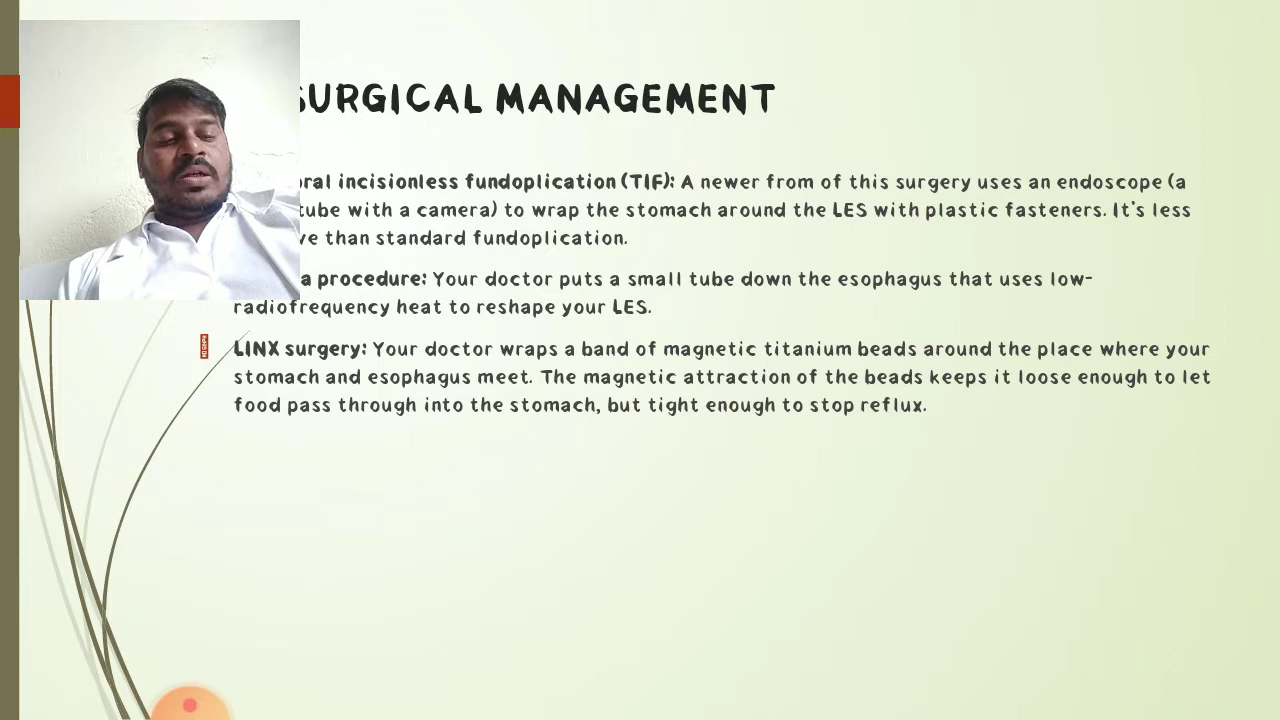 SURGICAL MANAGEMENT
oral incisionless fundoplication (TIF): A newer from of this surgery uses an endoscope (a
tube with a camera) to wrap the stomach around the LES with plastic fasteners. It's less
ve than standard fundoplication.
a procedure: Your doctor puts a small tube down the esophagus that uses low-
radiofrequency heat to reshape your LES.
LINX surgery: Your doctor wraps a band of magnetic titanium beads around the place where your
stomach and esophagus meet. The magnetic attraction of the beads keeps it loose enough to let
food pass through into the stomach, but tight enough to stop reflux.